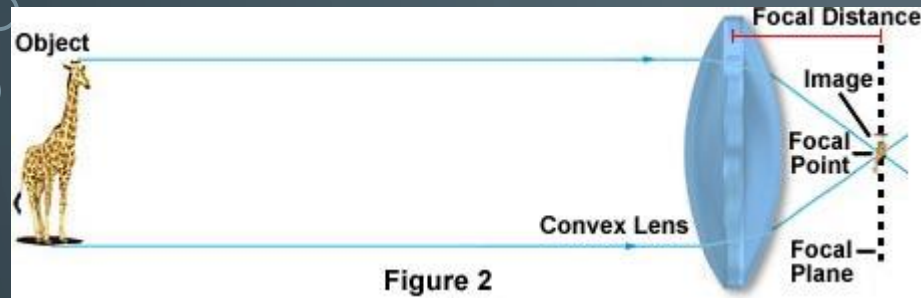 Focal Distance
Object
Image
Focal
Point
Convex Lens
Focal
Plane
Figure 2